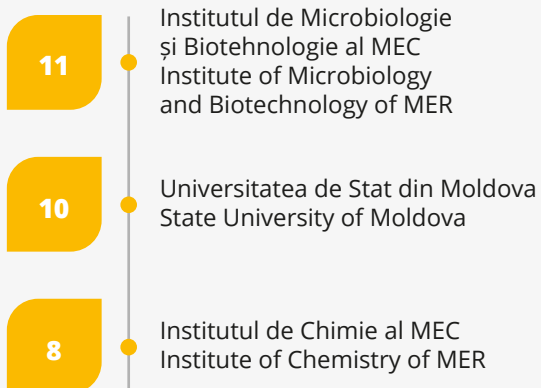 11
Institutul de Microbiologie
și Biotehnologie al MEC
Institute of Microbiology
and Biotechnology of MER
10
Universitatea de Stat din Moldova
State University of Moldova
8
Institutul de Chimie al MEC
Institute of Chemistry of MER